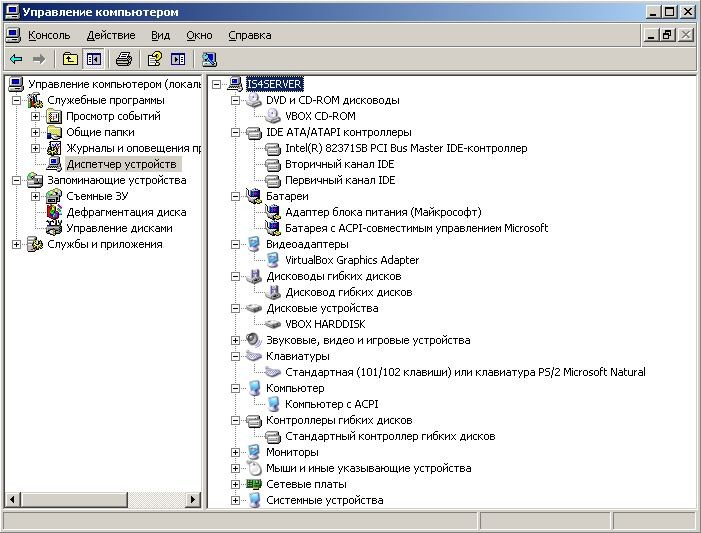 Управление компьютером
Консоль Действие Вид Окно Справка
Управление компьютером (локаль
Служебные программы
Просмотр событий
Общие папки
Журналы и оповещения пр
Диспетчер устройств
Запоминающие устройства
Съемные ЗУ
Дефрагментация диска
Управление дисками
Службы и приложения
IS4SERVER
DVD и CD-ROM дисководы
VBOX CD-ROM
IDE ATA/ATAPI контроллеры
Intel(R) 82371SB PCI Bus Master IDE-контроллер
Вторичный канал IDE
Первичный канал IDE
Батареи
Адаптер блока питания (Майкрософт)
Батарея с ACPI-совместимым управлением Microsoft
Видеоадаптеры
VirtualBox Graphics Adapter
Дисководы гибких дисков
Дисковод гибких дисков
Дисковые устройства
VBOX HARDDISK
Звуковые, видео и игровые устройства
Клавиатуры
Стандартная (101/102 клавиши) или клавиатура PS/2 Microsoft Natural
Компьютер
Компьютер с ACPI
Контроллеры гибких дисков
Стандартный контроллер гибких дисков
Мониторы
Мыши и иные указывающие устройства
Сетевые платы
Системные устройства